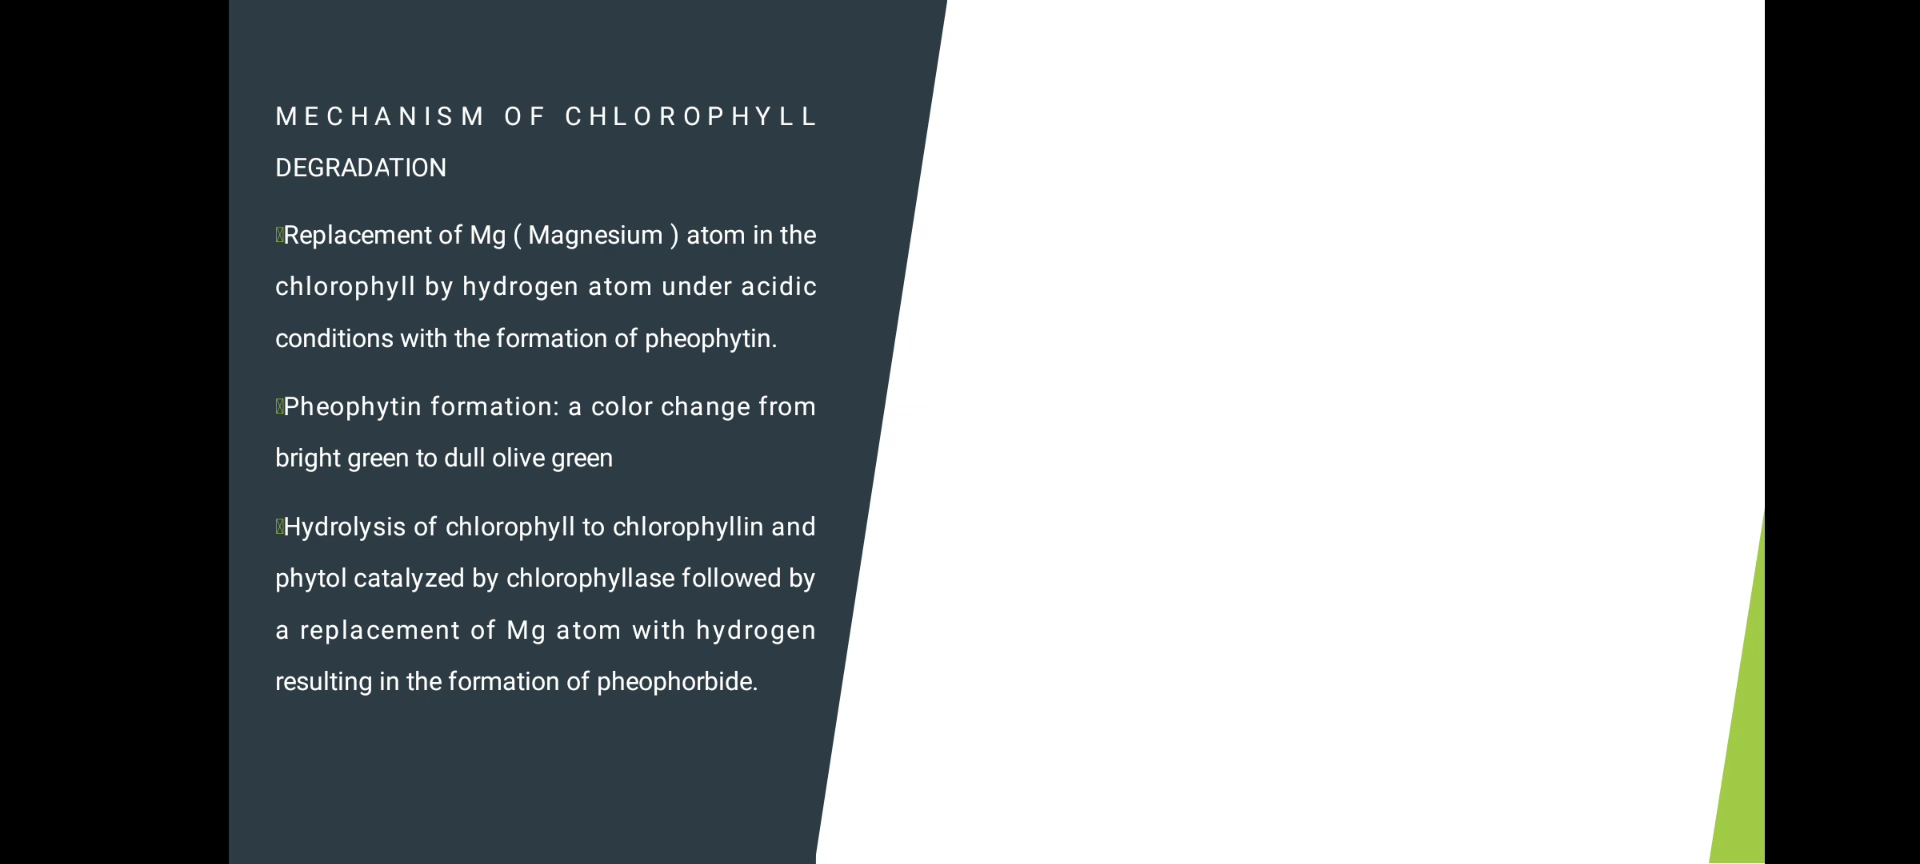 MECHANISM OF CHLOROPHYLL
DEGRADATION
Replacement of Mg ( Magnesium ) atom in the
chlorophyll by hydrogen atom under acidic
conditions with the formation of pheophytin.
Pheophytin formation: a color change from
bright green to dull olive green
Hydrolysis of chlorophyll to chlorophyllin and
phytol catalyzed by chlorophyllase followed by
a replacement of Mg atom with hydrogen
resulting in the formation of pheophorbide.